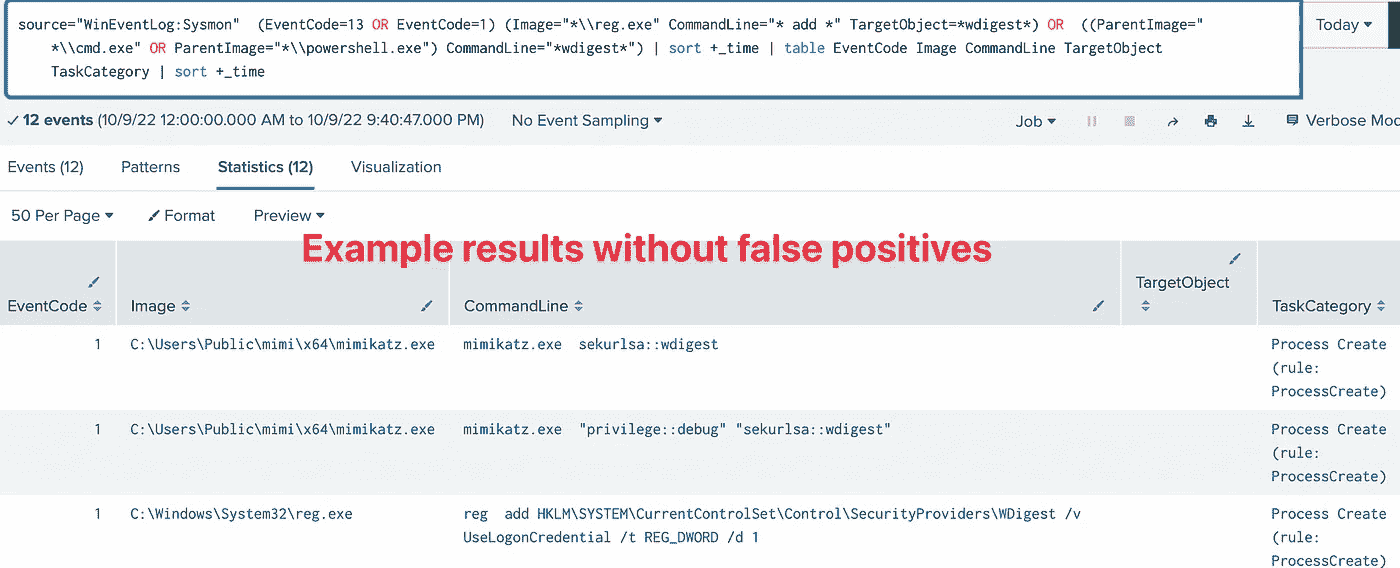 source="WinEventLog:Sysmon" (EventCode=13 OR EventCode=1) (Image="*\\reg.exe" CommandLine="* add *" TargetObject=*wdigest*) OR ((ParentImage="
*\\cmd.exe" OR ParentImage="*\\powershell.exe") CommandLine="*wdigest*") | sort +_time | table EventCode Image CommandLine TargetObject
TaskCategory | sort +_time
Today
✓ 12 events (10/9/22 12:00:00.000 AM to 10/9/22 9:40:47.000 PM) No Event Sampling Job Verbose Mod
Events (12) Patterns Statistics (12) Visualization
50 Per Page Format Preview
Example results without false positives
EventCode Image CommandLine TargetObject TaskCategory
1 C:\Users\Public\mimi\x64\mimikatz.exe mimikatz.exe sekurlsa::wdigest Process Create
(rule:
ProcessCreate)
1 C:\Users\Public\mimi\x64\mimikatz.exe mimikatz.exe "privilege::debug" "sekurlsa::wdigest" Process Create
(rule:
ProcessCreate)
1 C:\Windows\System32\reg.exe reg add HKLM\SYSTEM\CurrentControlSet\Control\SecurityProviders\WDigest /v Process Create
UseLogonCredential /t REG_DWORD /d 1 (rule:
ProcessCreate)